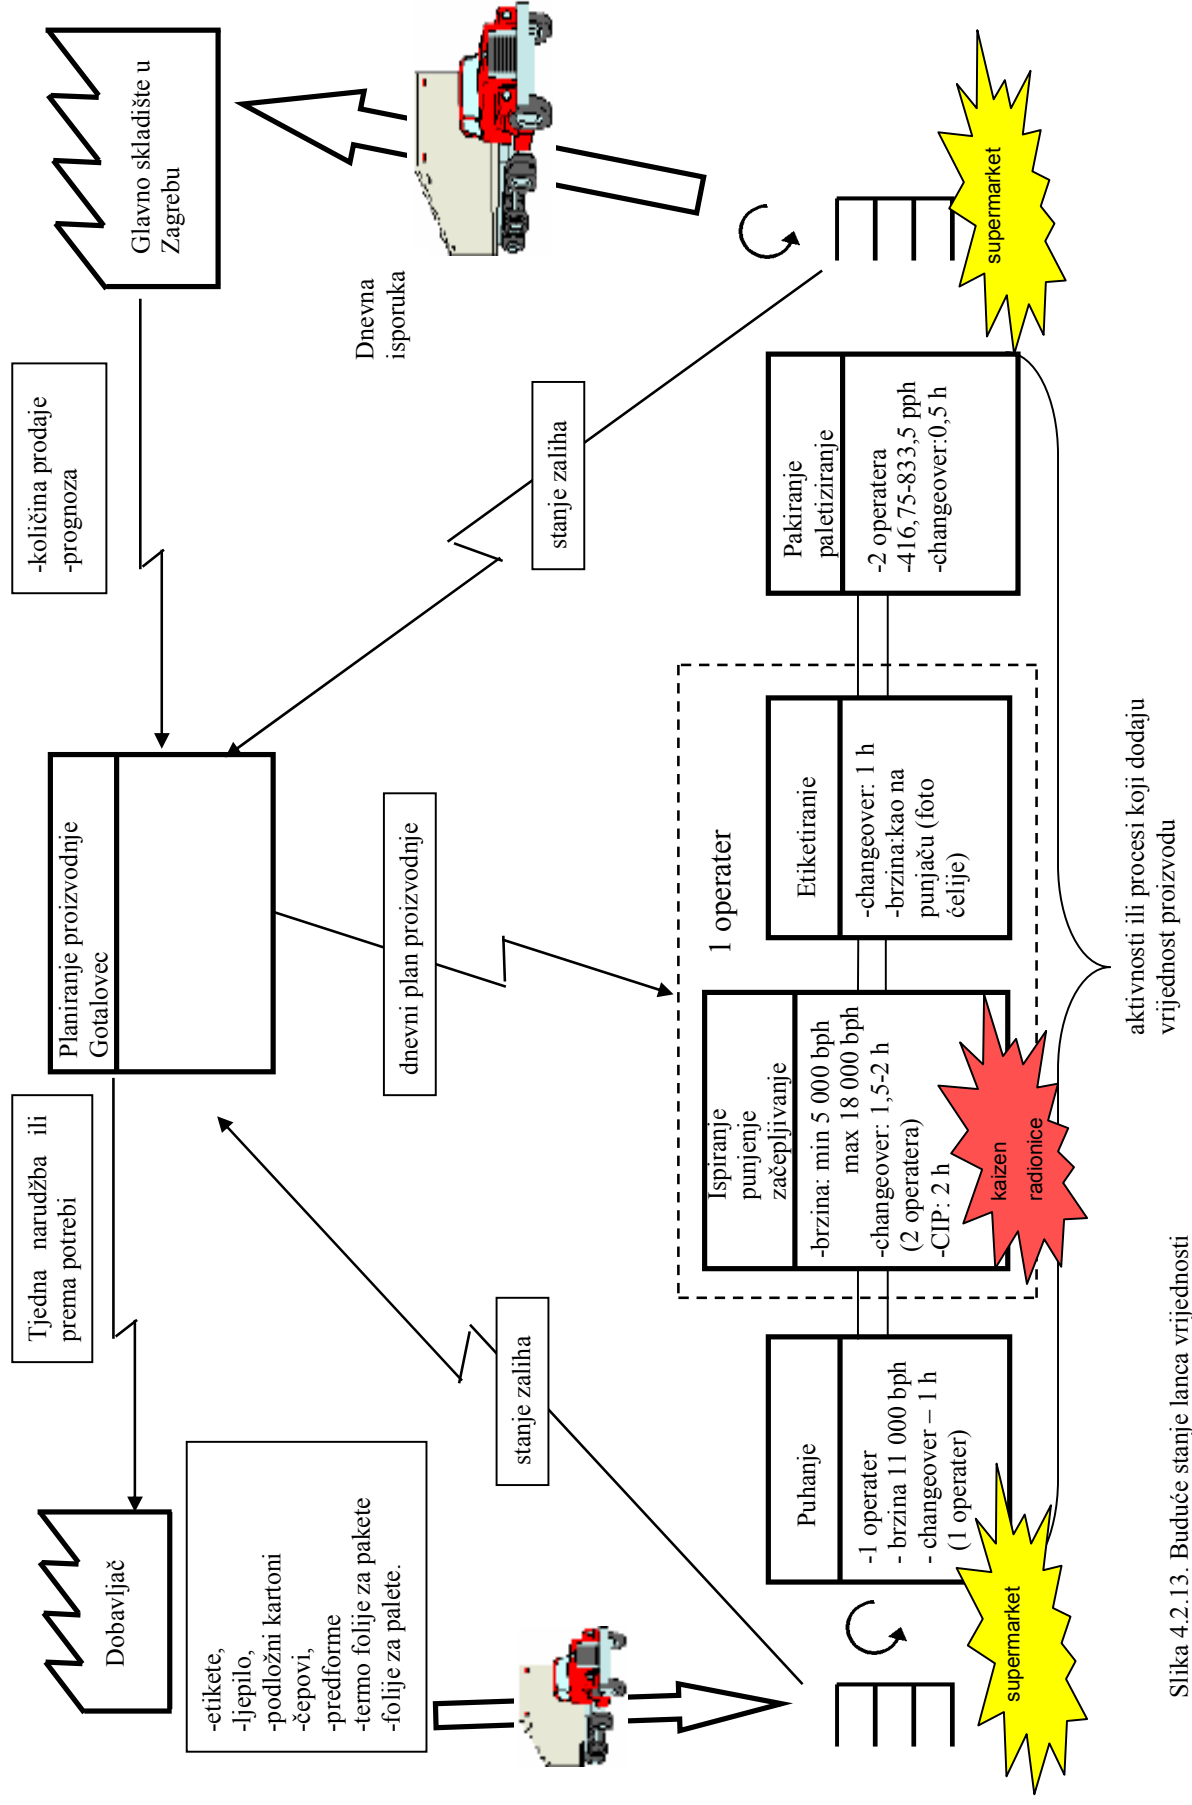 Dobavljač
Tjedna narudžba ili
prema potrebi
Planiranje proizvodnje
Gotalovec
-količina prodaje
-prognoza
Glavno skladište u
Zagrebu
-etikete,
-ljepilo,
-podložni kartoni
-čepovi,
-predforme
-termo folije za pakete
-folije za palete.
stanje zaliha
dnevni plan proizvodnje
stanje zaliha
Dnevna
isporuka
1 operater
Puhanje
-1 operater
- brzina 11 000 bph
- changeover – 1 h
(1 operater)
Ispiranje
punjenje
začepljivanje
-brzina: min 5 000 bph
max 18 000 bph
-changeover: 1,5-2 h
(2 operatera)
-CIP: 2 h
Etiketiranje
-changeover: 1 h
-brzina:kao na
punjaču (foto
ćelije)
Pakiranje
paletiziranje
-2 operatera
-416,75-833,5 pph
-changeover:0,5 h
supermarket
kaizen
radionice
supermarket
aktivnosti ili procesi koji dodaju
vrijednost proizvodu
Slika 4.2.13. Buduće stanje lanca vrijednosti